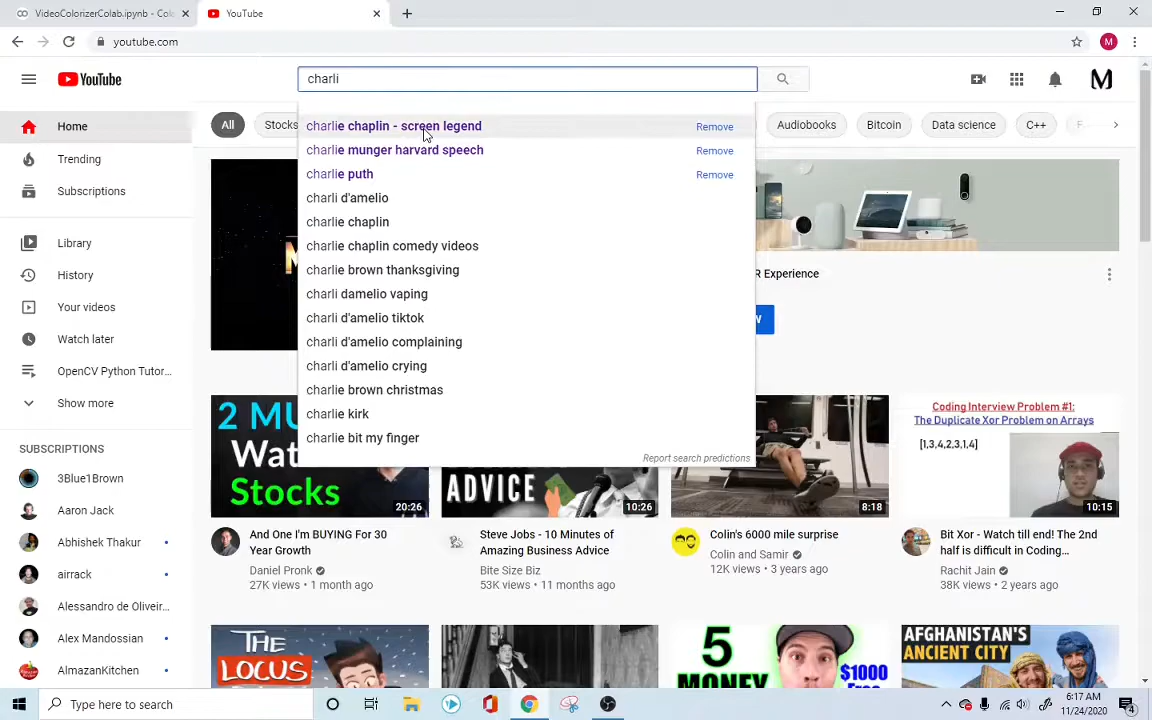 VideoColorizerColab.ipynb - Cola
YouTube
youtube.com
M
YouTube
charli
M
Home
Trending
Subscriptions
Library
History
Your videos
Watch later
OpenCV Python Tutor...
Show more
SUBSCRIPTIONS
3Blue1Brown
Aaron Jack
Abhishek Thakur
airrack
Alessandro de Oliveir...
Alex Mandossian
AlmazanKitchen
All
Stocks
Audiobooks
Bitcoin
Data science
C++
F
charlie chaplin - screen legend Remove
charlie munger harvard speech Remove
charlie puth Remove
charli d'amelio
charlie chaplin
charlie chaplin comedy videos
charlie brown thanksgiving
charli damelio vaping
charli d'amelio tiktok
charli d'amelio complaining
charli d'amelio crying
charlie brown christmas
charlie kirk
charlie bit my finger
Report search predictions
R Experience
W
2 MU
Wat
Stocks
20:26
And One I'm BUYING For 30
Year Growth
Daniel Pronk
27K views • 1 month ago
ADVICE
10:26
Steve Jobs - 10 Minutes of
Amazing Business Advice
Bite Size Biz
53K views • 11 months ago
8:18
Colin's 6000 mile surprise
Colin and Samir
12K views • 3 years ago
Coding Interview Problem #1:
The Duplicate Xor Problem on Arrays
[1,3,4,2,3,1,4]
10:15
Bit Xor - Watch till end! The 2nd
half is difficult in Coding...
Rachit Jain
38K views • 2 years ago
THE
LOCUS
5
MONEY
$1000
Free
AFGHANISTAN'S
ANCIENT CITY
Type here to search
6:17 AM
11/24/2020
4